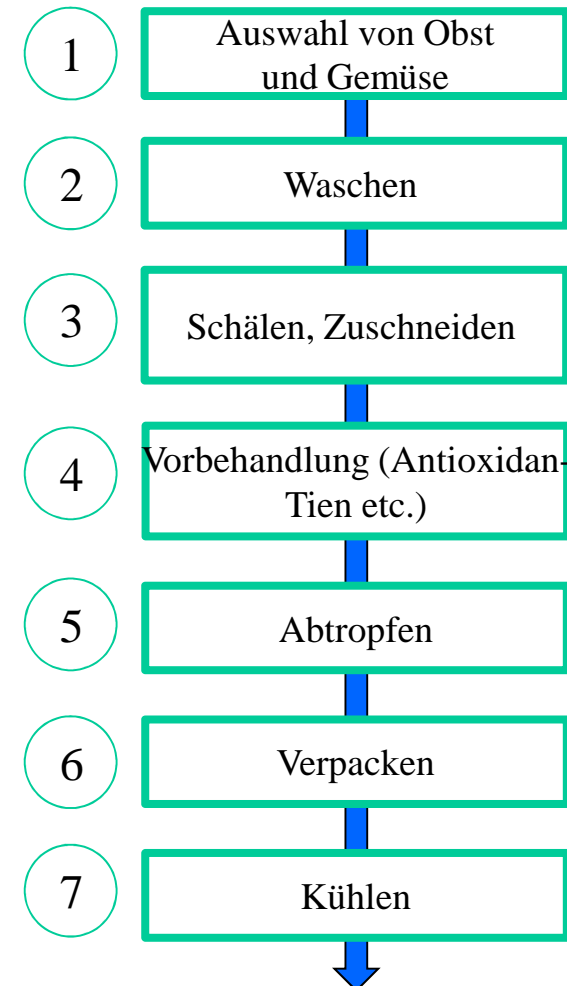 1
Auswahl von Obst
und Gemüse
2
Waschen
3
Schälen, Zuschneiden
4
Vorbehandlung (Antioxidan-
Tien etc.)
5
Abtropfen
6
Verpacken
7
Kühlen